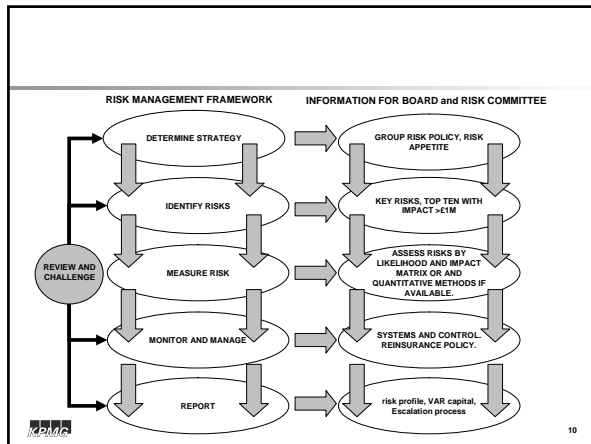 RISK MANAGEMENT FRAMEWORK
INFORMATION FOR BOARD and RISK COMMITTEE
DETERMINE STRATEGY
GROUP RISK POLICY, RISK
APPETITE
IDENTIFY RISKS
KEY RISKS, TOP TEN WITH
IMPACT >£1M
REVIEW AND
CHALLENGE
MEASURE RISK
ASSESS RISKS BY
LIKELIHOOD AND IMPACT
MATRIX OR AND
QUANTITATIVE METHODS IF
AVAILABLE.
MONITOR AND MANAGE
SYSTEMS AND CONTROL.
REINSURANCE POLICY.
REPORT
risk profile, VAR capital,
Escalation process
KPMG
10